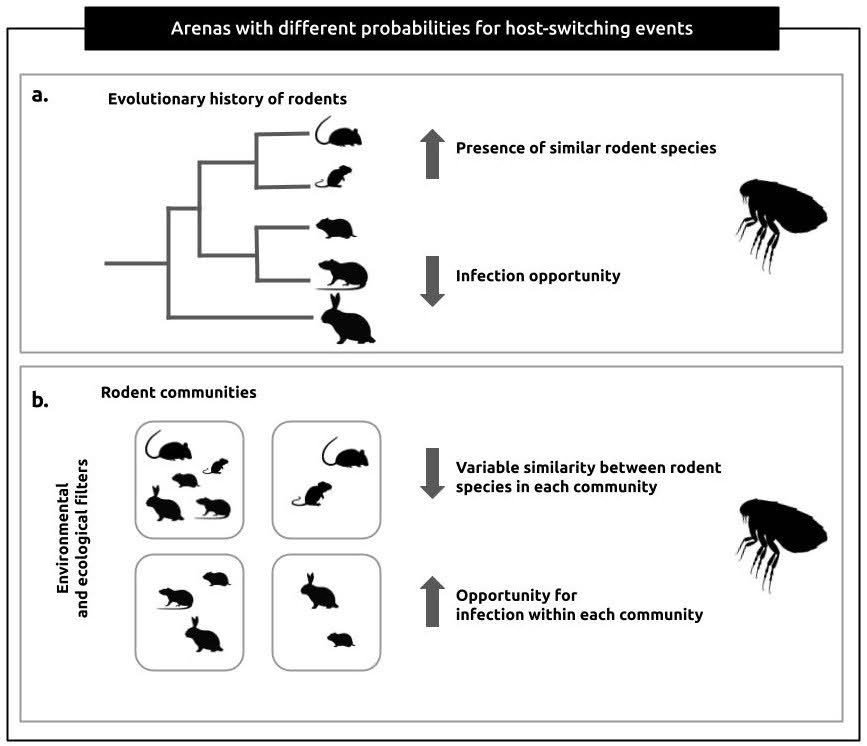 Arenas with different probabilities for host-switching events
a.
Evolutionary history of rodents
Presence of similar rodent species
Infection opportunity
b.
Rodent communities
Environmental
and ecological filters
Variable similarity between rodent
species in each community
Opportunity for
infection within each community